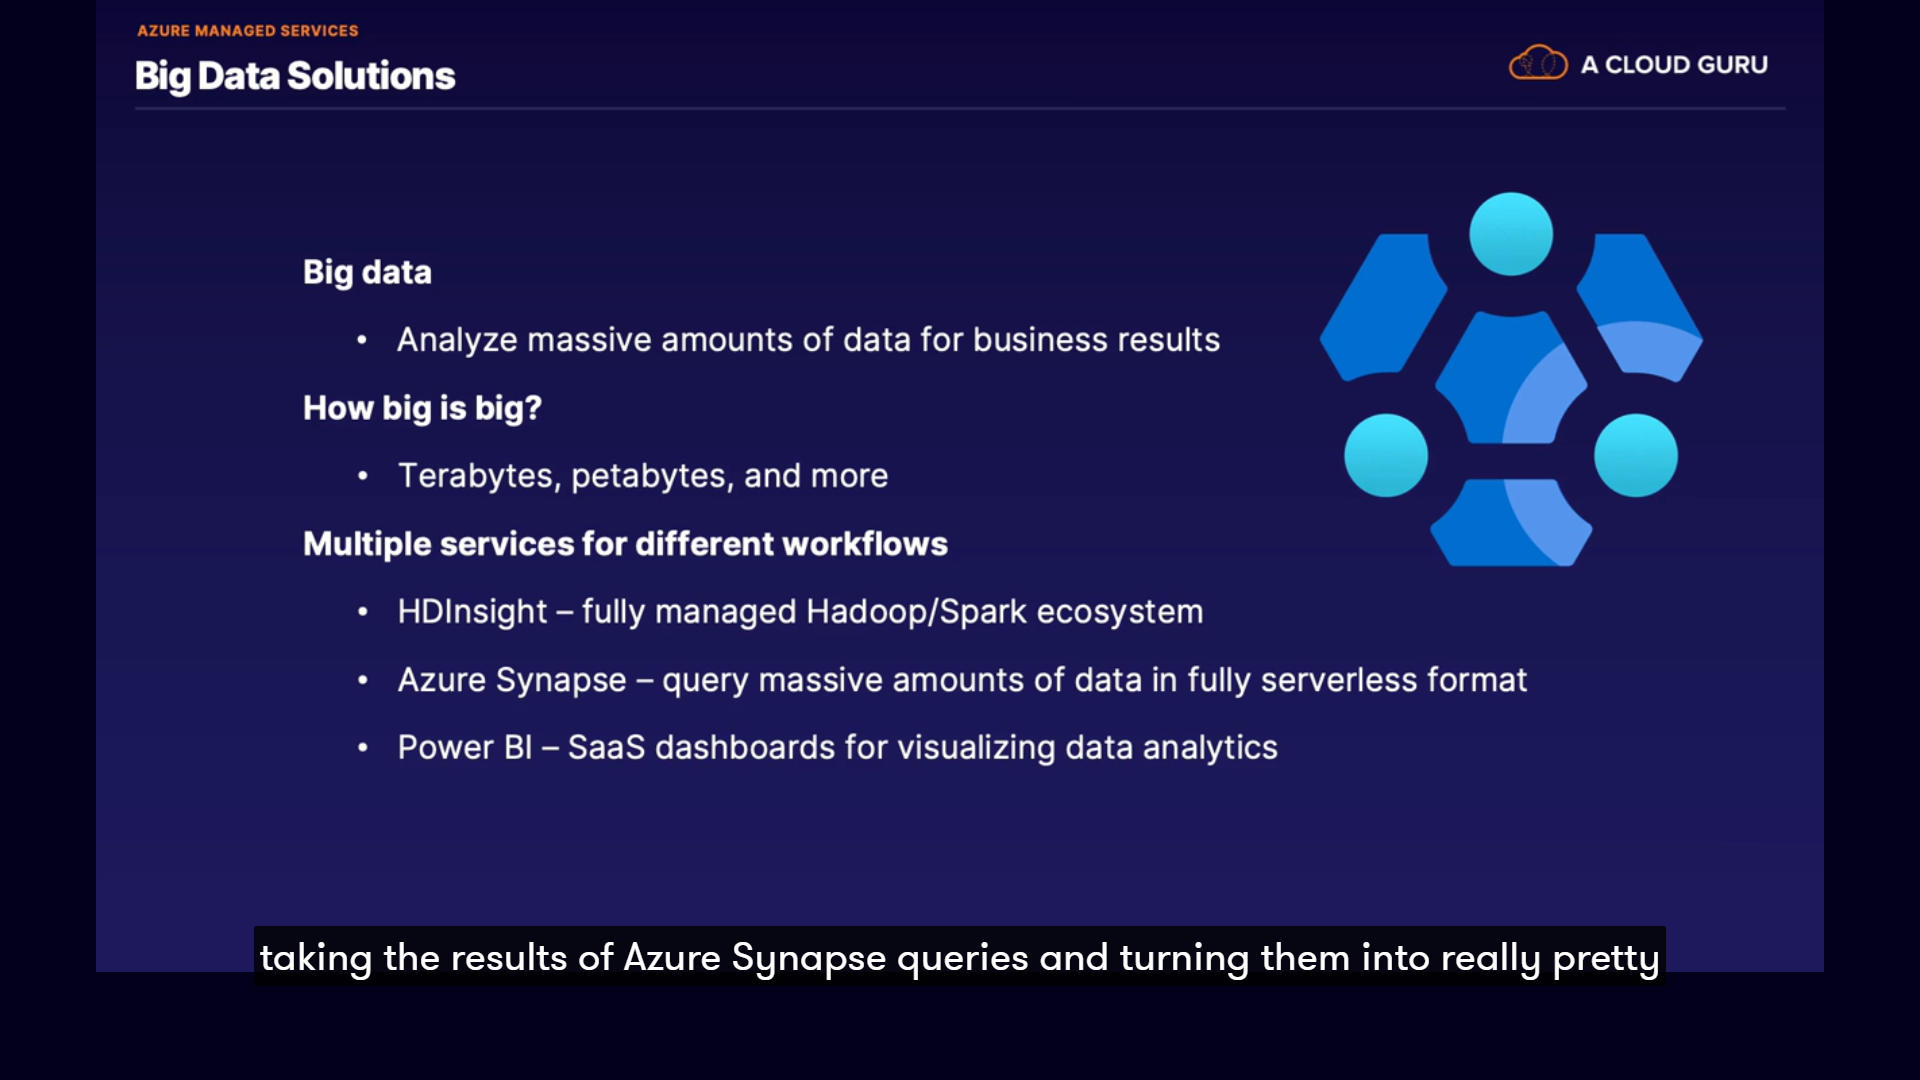 AZURE MANAGED SERVICES
Big Data Solutions
A CLOUD GURU
Big data
• Analyze massive amounts of data for business results
How big is big?
• Terabytes, petabytes, and more
Multiple services for different workflows
• HDInsight – fully managed Hadoop/Spark ecosystem
• Azure Synapse – query massive amounts of data in fully serverless format
• Power BI – SaaS dashboards for visualizing data analytics
taking the results of Azure Synapse queries and turning them into really pretty